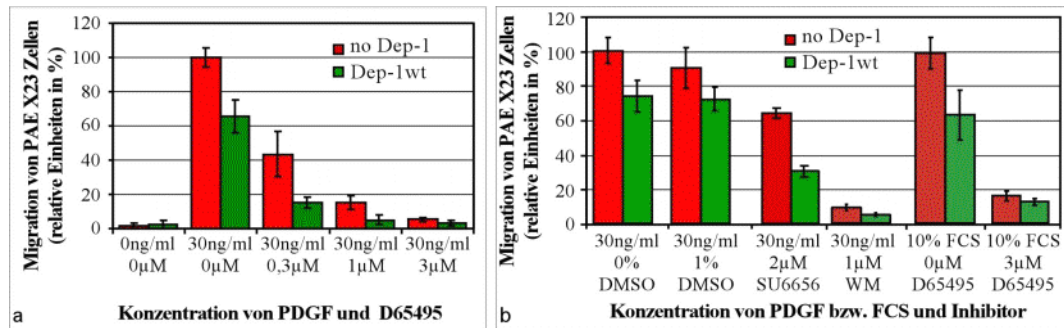 Migration von PAE X23 Zellen
(relative Einheiten in %)
120
100
80
60
40
20
0
no Dep-1
Dep-1wt
0ng/ml 30ng/ml 30ng/ml 30ng/ml 30ng/ml
0µM 0µM 0,3µM 1µM 3µM
Konzentration von PDGF und D65495
a
Migration von PAE X23 Zellen
(relative Einheiten in %)
120
100
80
60
40
20
0
no Dep-1
Dep-1wt
30ng/ml 30ng/ml 30ng/ml 30ng/ml 10% FCS 10% FCS
0% 1% 2µM 1µM 0µM 3µM
DMSO DMSO SU6656 WM D65495 D65495
Konzentration von PDGF bzw. FCS und Inhibitor
b